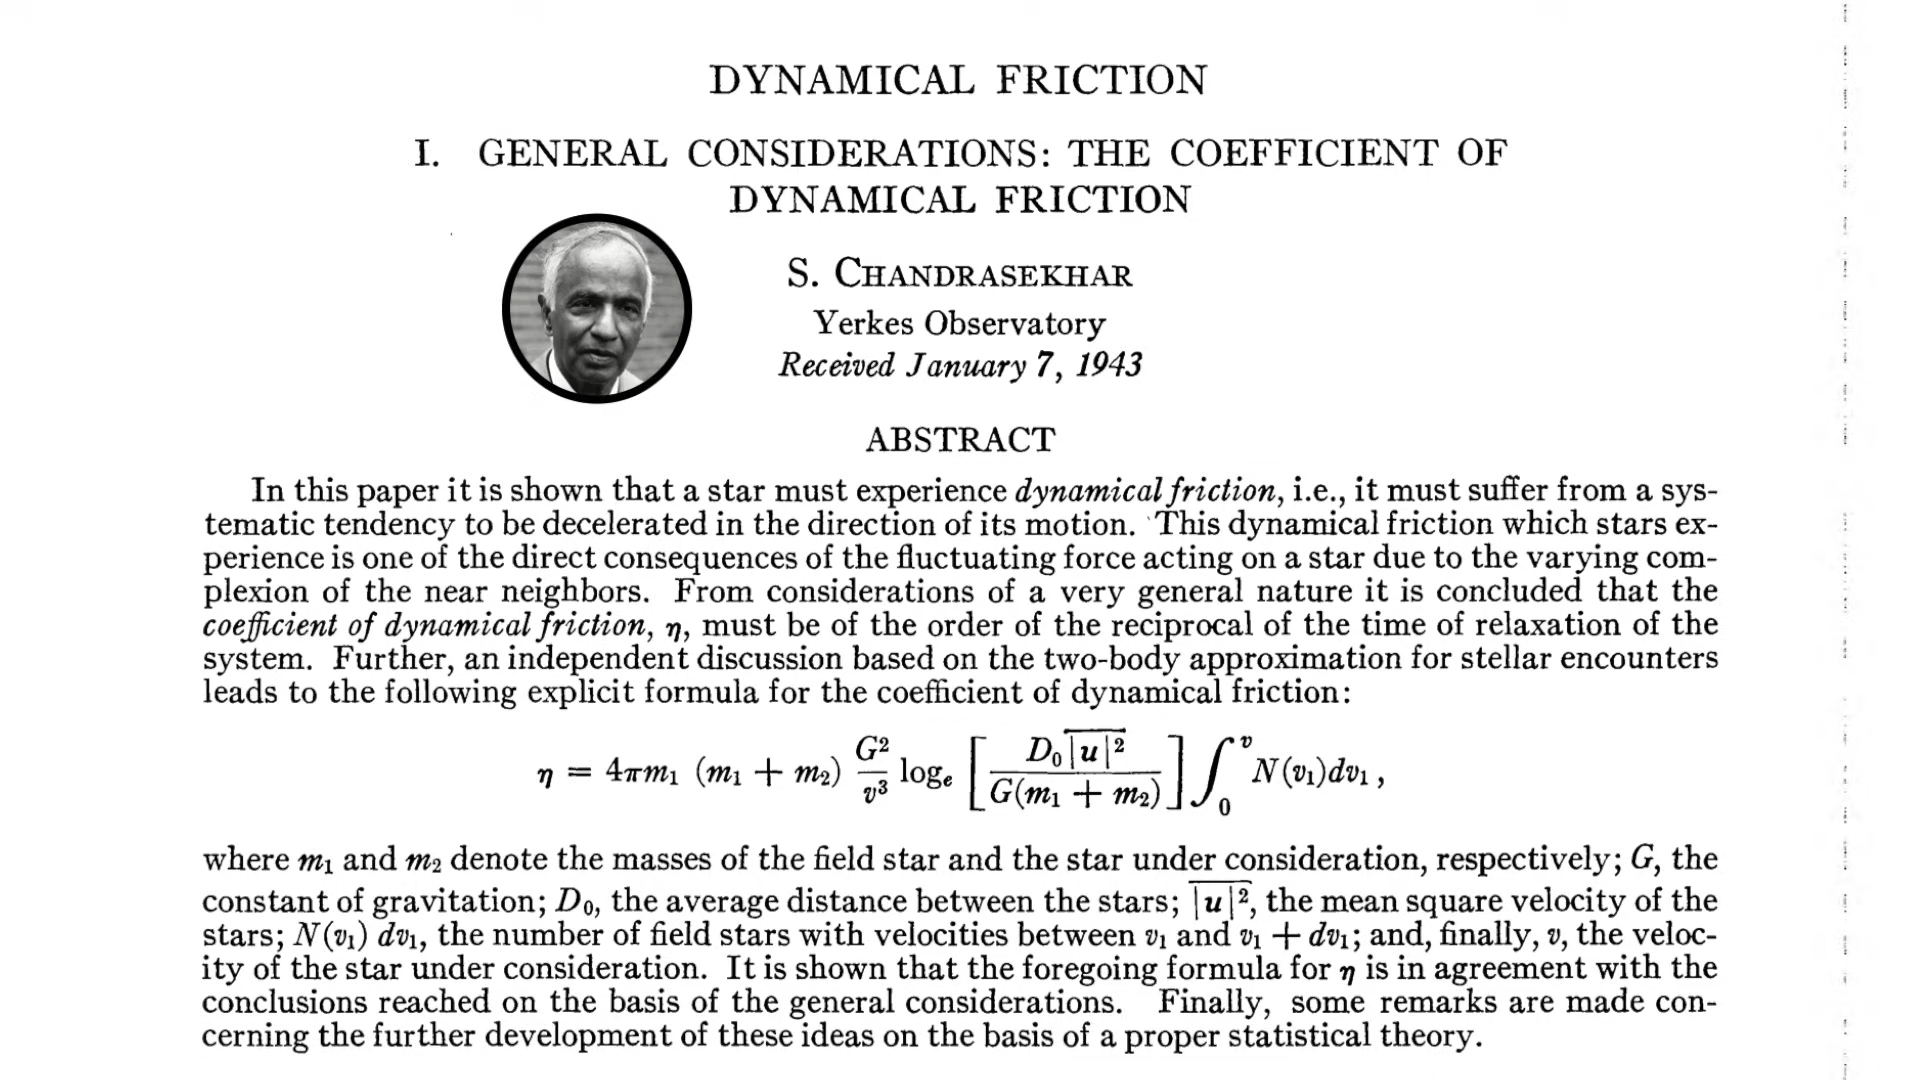 DYNAMICAL FRICTION
I. GENERAL CONSIDERATIONS: THE COEFFICIENT OF
DYNAMICAL FRICTION
S. CHANDRASEKHAR
Yerkes Observatory
Received January 7, 1943
ABSTRACT
In this paper it is shown that a star must experience dynamical friction, i.e., it must suffer from a sys-
tematic tendency to be decelerated in the direction of its motion. This dynamical friction which stars ex-
perience is one of the direct consequences of the fluctuating force acting on a star due to the varying com-
plexion of the near neighbors. From considerations of a very general nature it is concluded that the
coefficient of dynamical friction, η, must be of the order of the reciprocal of the time of relaxation of the
system. Further, an independent discussion based on the two-body approximation for stellar encounters
leads to the following explicit formula for the coefficient of dynamical friction:
η = 4πm₁ (m₁ + m₂) G²/v³ logₑ [D₀|u|²‾ / G(m₁ + m₂)] ∫₀ᵛ N(v₁)dv₁ ,
where m₁ and m₂ denote the masses of the field star and the star under consideration, respectively; G, the
constant of gravitation; D₀, the average distance between the stars; |u|²‾, the mean square velocity of the
stars; N(v₁) dv₁, the number of field stars with velocities between v₁ and v₁ + dv₁; and, finally, v, the veloc-
ity of the star under consideration. It is shown that the foregoing formula for η is in agreement with the
conclusions reached on the basis of the general considerations. Finally, some remarks are made con-
cerning the further development of these ideas on the basis of a proper statistical theory.